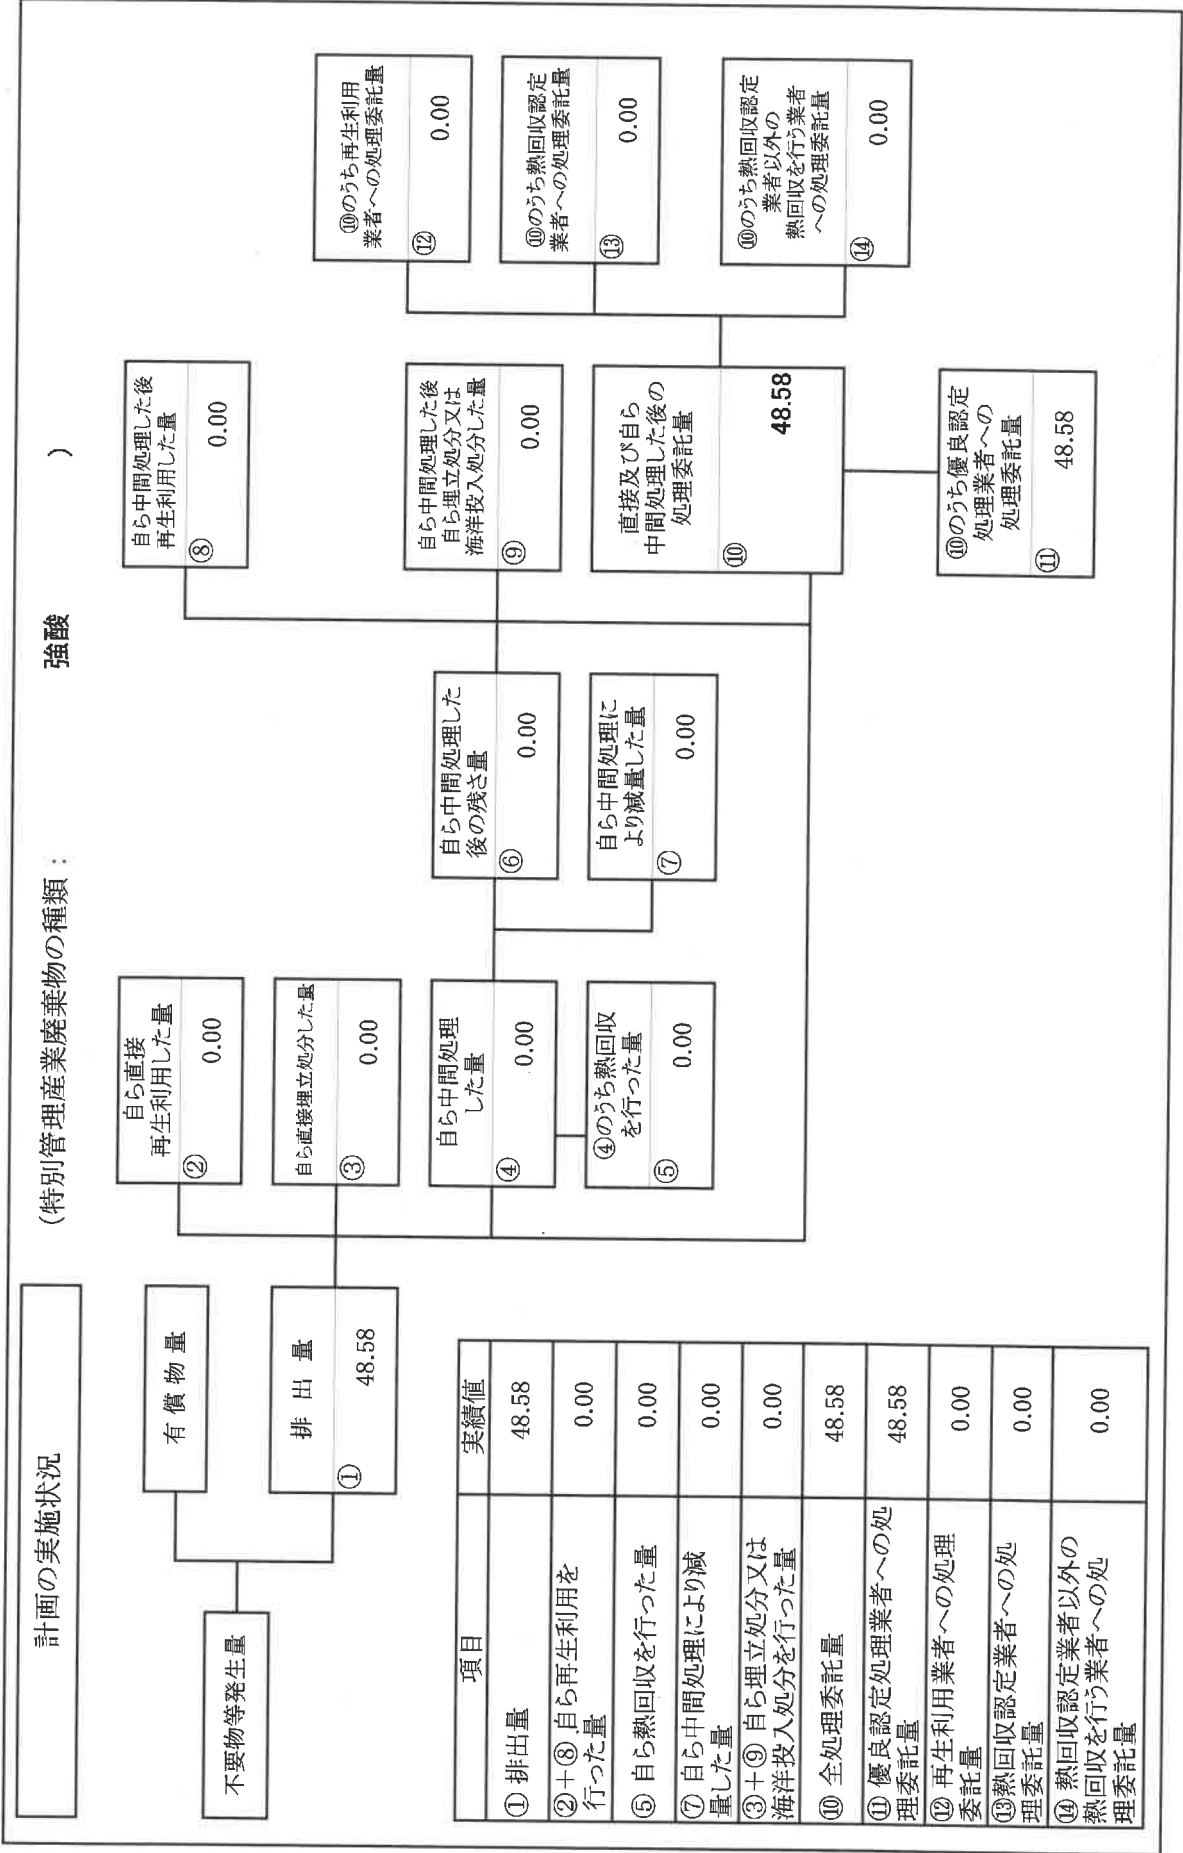 計画の実施状況
(特別管理産業廃棄物の種類：
強酸
)
不要物等発生量
有償物量
排出量
①
48.58
自ら直接
再生利用した量
②
0.00
自ら直接埋立処分した量
③
0.00
自ら中間処理
した量
④
0.00
④のうち熱回収
を行った量
⑤
0.00
自ら中間処理した
後の残さ量
⑥
0.00
自ら中間処理に
より減量した量
⑦
0.00
自ら中間処理した後
再生利用した量
⑧
0.00
自ら中間処理した後
自ら埋立処分又は
海洋投入処分した量
⑨
0.00
直接及び自ら
中間処理した後の
処理委託量
⑩
48.58
⑩のうち優良認定
処理業者への
処理委託量
⑪
48.58
⑩のうち再生利用
業者への処理委託量
⑫
0.00
⑩のうち熱回収認定
業者への処理委託量
⑬
0.00
⑩のうち熱回収認定
業者以外の
熱回収を行う業者
への処理委託量
⑭
0.00
項目 実績値
①排出量 48.58
②+⑧自ら再生利用を
行った量 0.00
⑤自ら熱回収を行った量 0.00
⑦自ら中間処理により減
量した量 0.00
③+⑨自ら埋立処分又は
海洋投入処分を行った量 0.00
⑩全処理委託量 48.58
⑪優良認定処理業者への処
理委託量 48.58
⑫再生利用業者への処理
委託量 0.00
⑬熱回収認定業者への処
理委託量 0.00
⑭熱回収認定業者以外の
熱回収を行う業者への処
理委託量 0.00